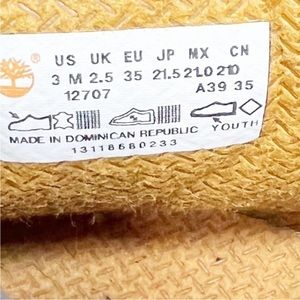 US UK EU JP MX CN
3 M 2.5 35 21.5 21.0 210
12707 A39 35
YOUTH
MADE IN DOMINICAN REPUBLIC
13118680233